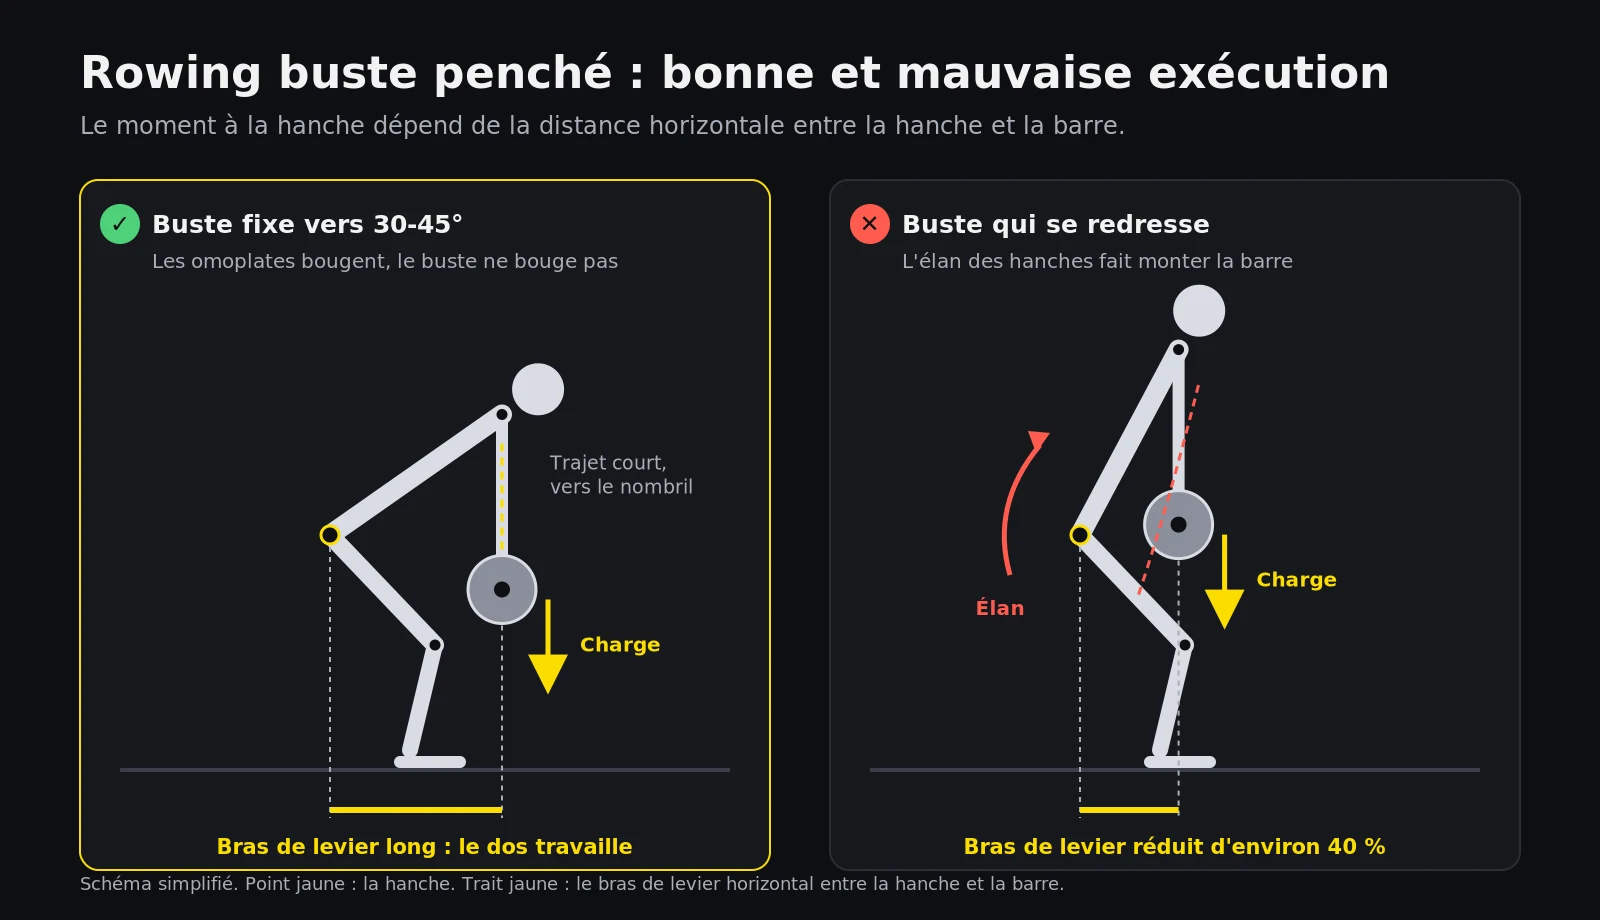 Rowing buste penché : bonne et mauvaise exécution
Le moment à la hanche dépend de la distance horizontale entre la hanche et la barre.
✓ Buste fixe vers 30-45°
Les omoplates bougent, le buste ne bouge pas
Trajet court,
vers le nombril
Charge
Bras de levier long : le dos travaille
✕ Buste qui se redresse
L'élan des hanches fait monter la barre
Élan
Charge
Bras de levier réduit d'environ 40 %
Schéma simplifié. Point jaune : la hanche. Trait jaune : le bras de levier horizontal entre la hanche et la barre.